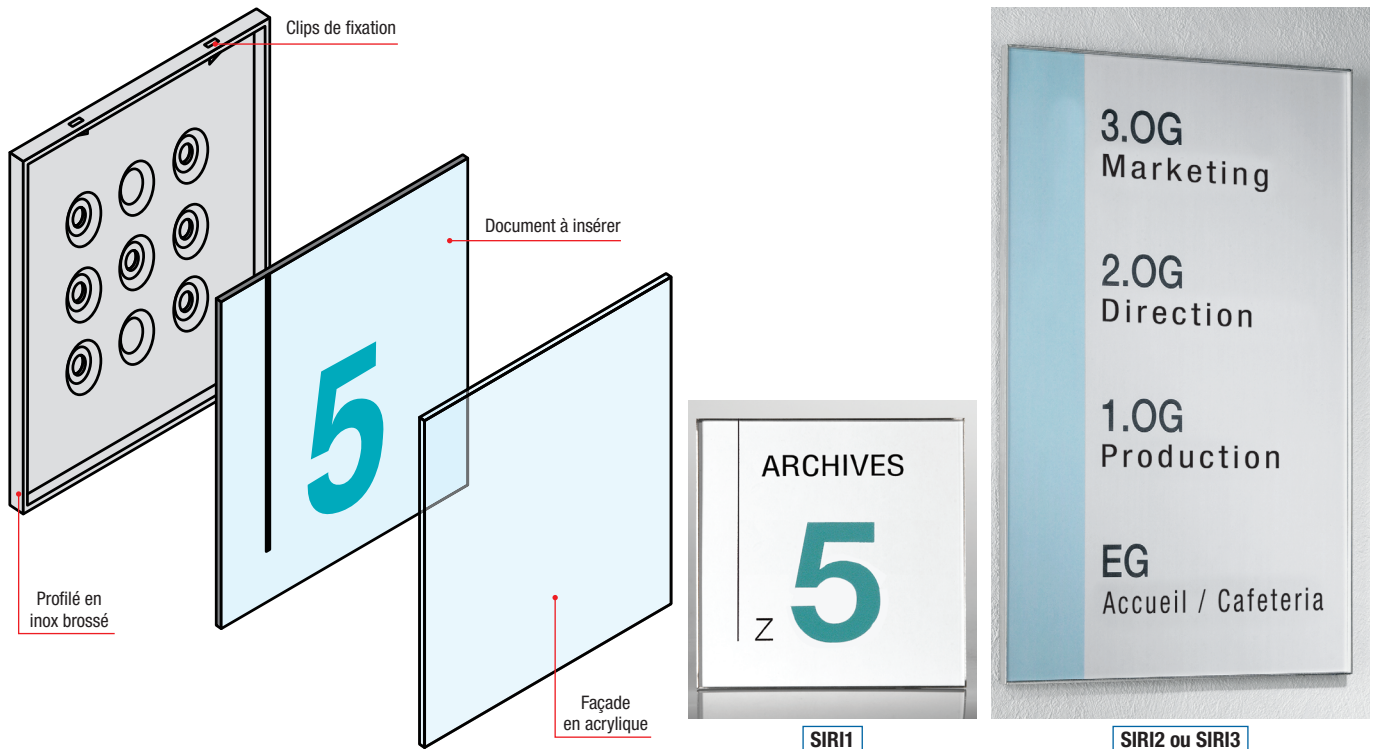 Clips de fixation
Document à insérer
5
Profilé en
inox brossé
Façade
en acrylique
ARCHIVES
5
Z
SIRI1
3.OG
Marketing
2.OG
Direction
1.OG
Production
EG
Accueil / Cafeteria
SIRI2 ou SIRI3